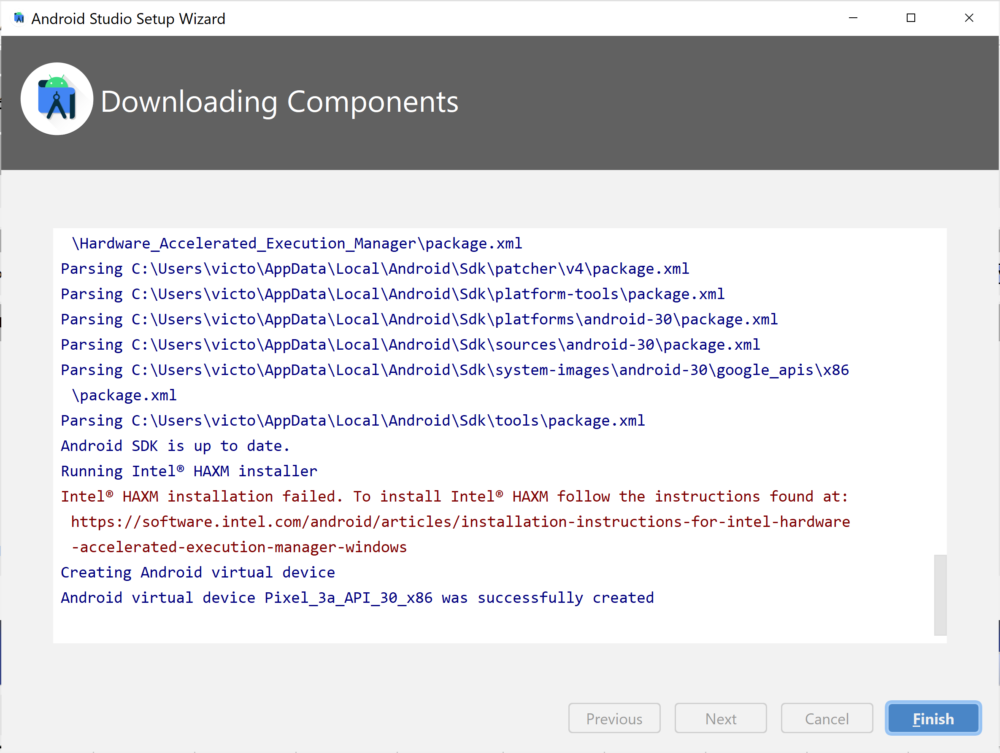 Android Studio Setup Wizard
Downloading Components
\Hardware_Accelerated_Execution_Manager\package.xml
Parsing C:\Users\victo\AppData\Local\Android\Sdk\patcher\v4\package.xml
Parsing C:\Users\victo\AppData\Local\Android\Sdk\platform-tools\package.xml
Parsing C:\Users\victo\AppData\Local\Android\Sdk\platforms\android-30\package.xml
Parsing C:\Users\victo\AppData\Local\Android\Sdk\sources\android-30\package.xml
Parsing C:\Users\victo\AppData\Local\Android\Sdk\system-images\android-30\google_apis\x86
\package.xml
Parsing C:\Users\victo\AppData\Local\Android\Sdk\tools\package.xml
Android SDK is up to date.
Running Intel® HAXM installer
Intel® HAXM installation failed. To install Intel® HAXM follow the instructions found at:
https://software.intel.com/android/articles/installation-instructions-for-intel-hardware
-accelerated-execution-manager-windows
Creating Android virtual device
Android virtual device Pixel_3a_API_30_x86 was successfully created
Previous Next Cancel Finish